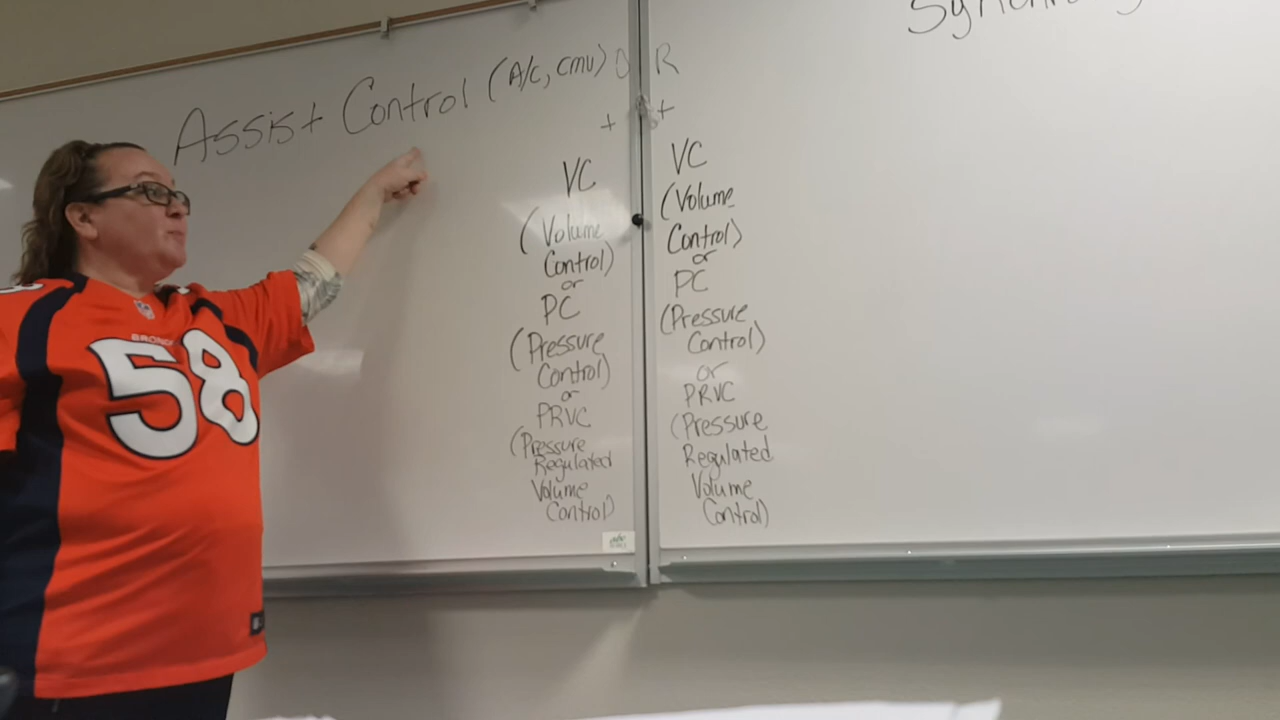 Assist Control (A/C, CMV) OR
+
VC
(Volume
Control)
or
PC
(Pressure
Control)
or
PRVC
(Pressure
Regulated
Volume
Control)
+
VC
(Volume
Control)
or
PC
(Pressure
Control)
or
PRVC
(Pressure
Regulated
Volume
Control)
58